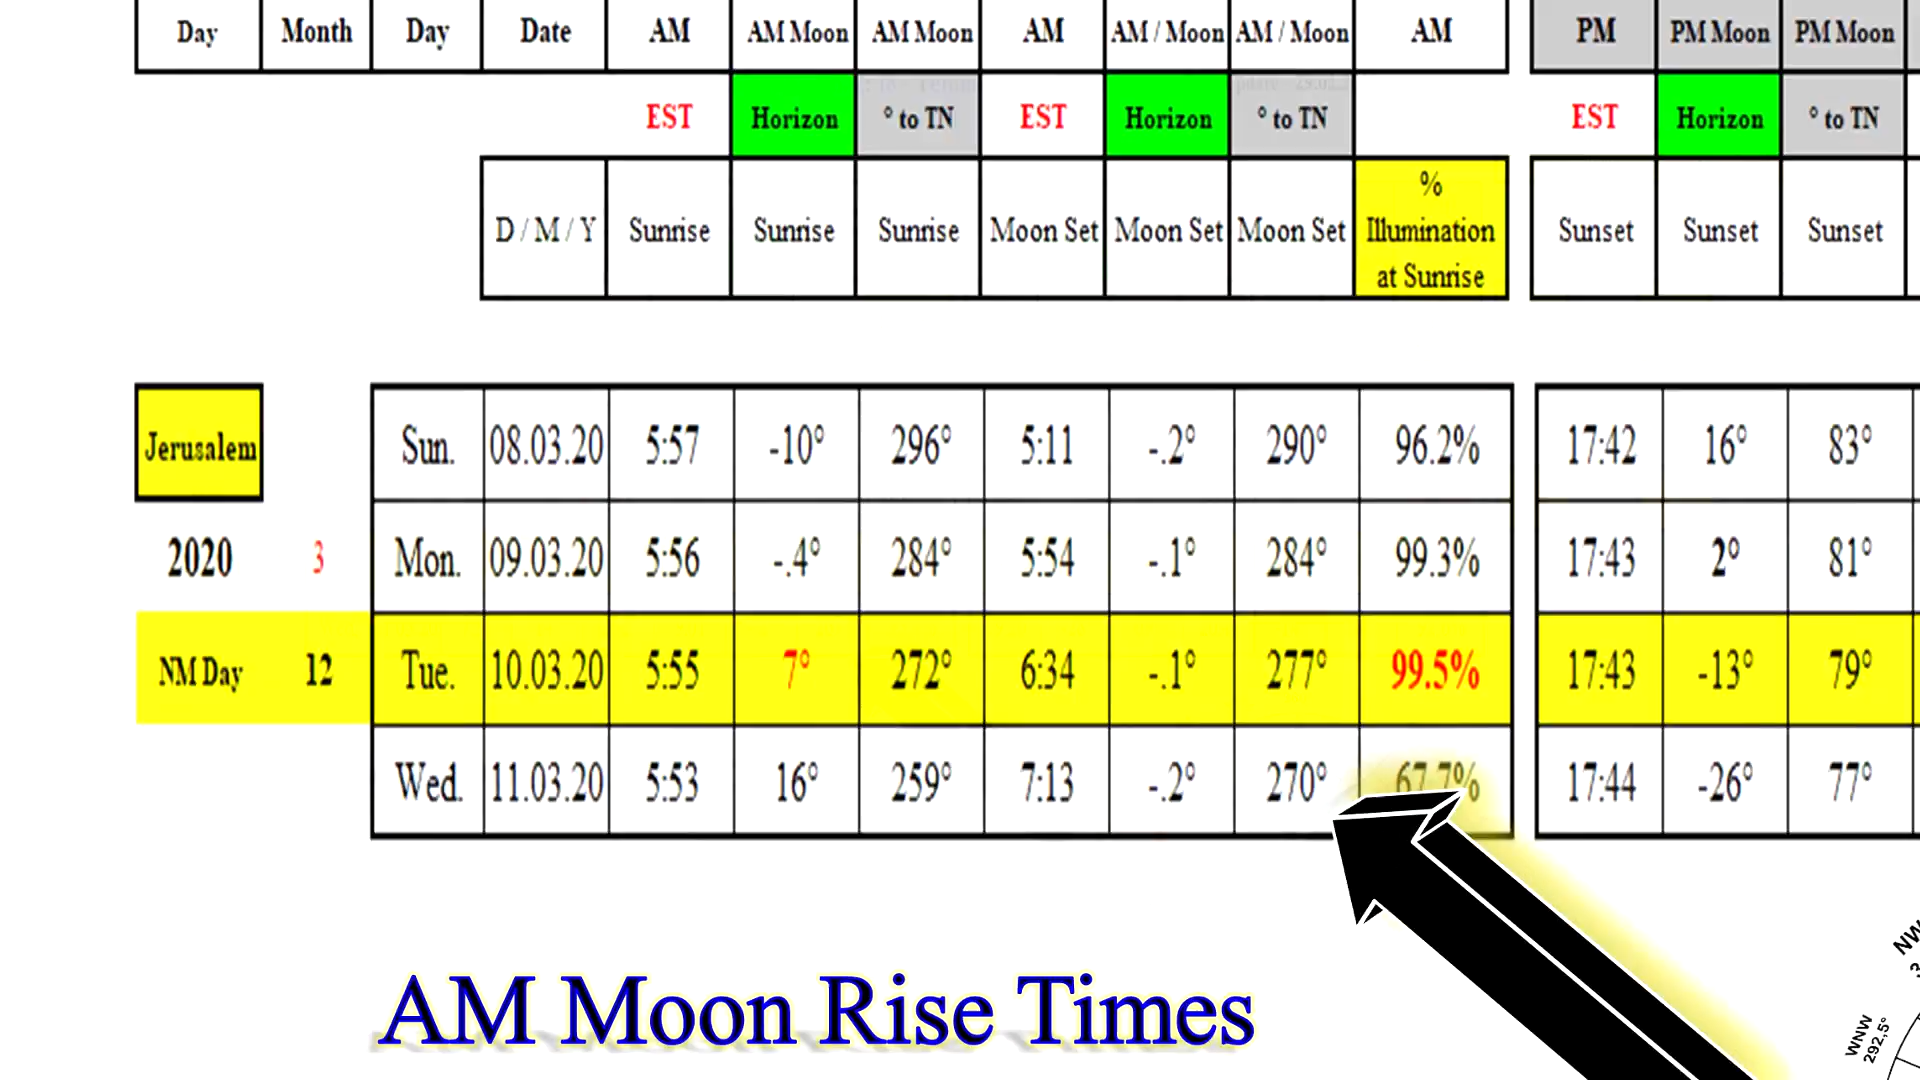 Day Month Day Date AM AM Moon AM Moon AM AM / Moon AM / Moon AM PM PM Moon PM Moon
EST Horizon ° to TN EST Horizon ° to TN EST Horizon ° to TN
D / M / Y Sunrise Sunrise Sunrise Moon Set Moon Set Moon Set % Illumination at Sunrise Sunset Sunset Sunset
Jerusalem Sun. 08.03.20 5:57 -10° 296° 5:11 -.2° 290° 96.2% 17:42 16° 83°
2020 3 Mon. 09.03.20 5:56 -.4° 284° 5:54 -.1° 284° 99.3% 17:43 2° 81°
NM Day 12 Tue. 10.03.20 5:55 7° 272° 6:34 -.1° 277° 99.5% 17:43 -13° 79°
Wed. 11.03.20 5:53 16° 259° 7:13 -.2° 270° 67.7% 17:44 -26° 77°
AM Moon Rise Times
NW
WNW
292,5°